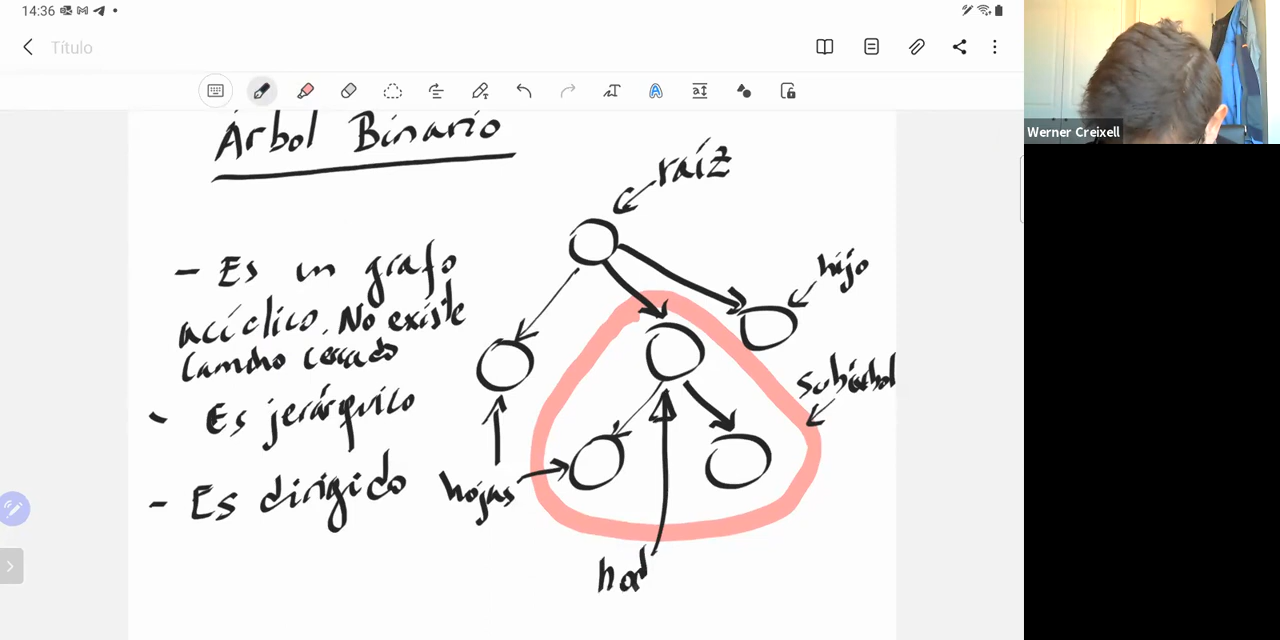 14:36
Título
Árbol Binario
raíz
- Es un grafo
acíclico. No existe
Camino cerrado
- Es jerárquico
- Es dirigido
hijo
subárbol
hojas
Werner Creixell